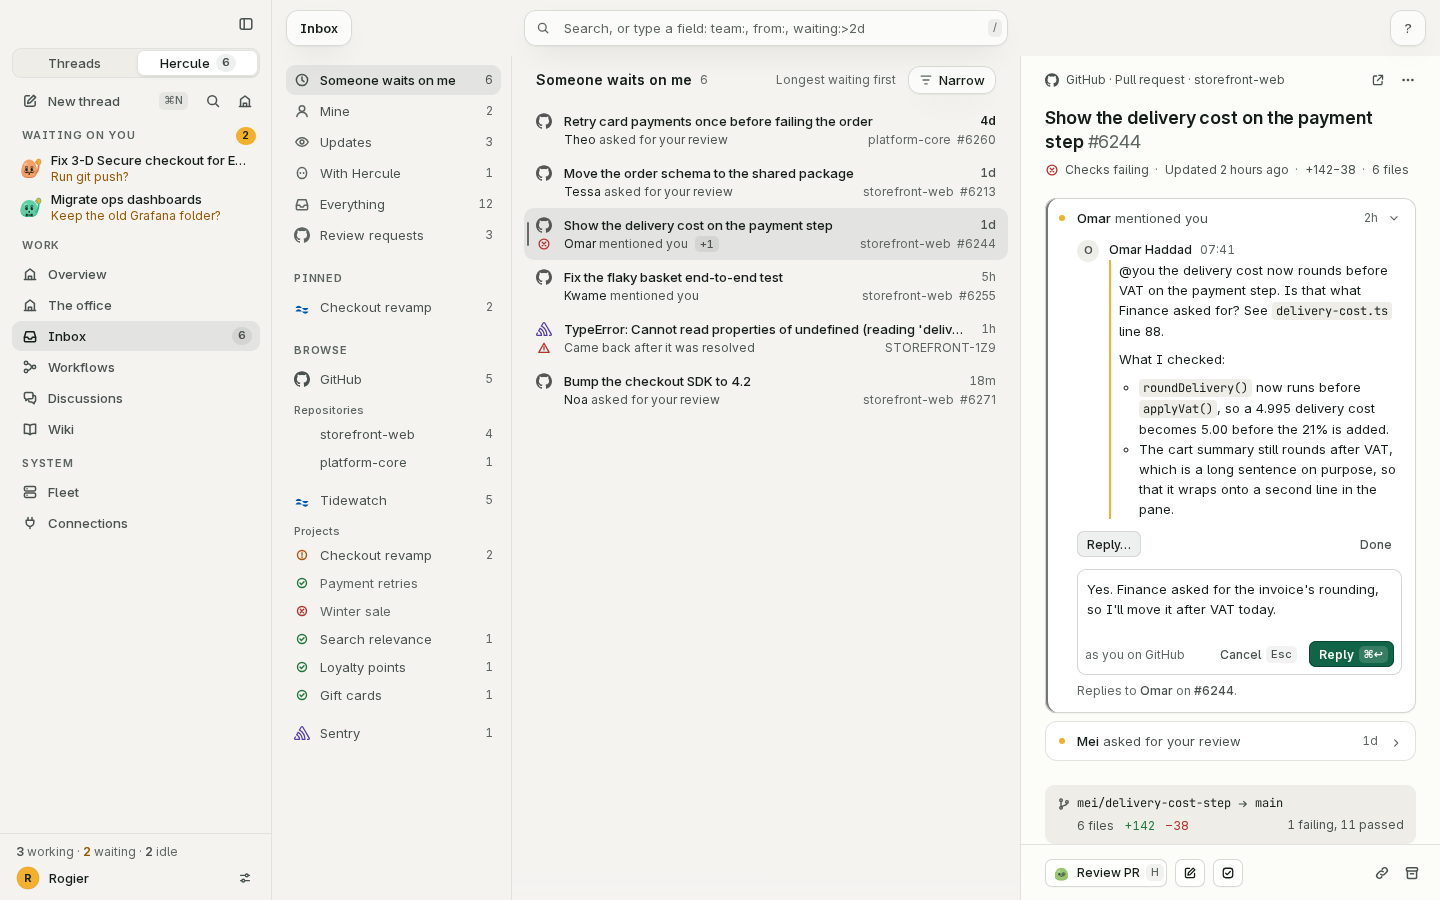 Threads
Hercule 6
New thread ⌘N
WAITING ON YOU 2
Fix 3-D Secure checkout for E…
Run git push?
Migrate ops dashboards
Keep the old Grafana folder?
WORK
Overview
The office
Inbox 6
Workflows
Discussions
Wiki
SYSTEM
Fleet
Connections
3 working · 2 waiting · 2 idle
R Rogier
Inbox
Someone waits on me 6
Mine 2
Updates 3
With Hercule 1
Everything 12
Review requests 3
PINNED
Checkout revamp 2
BROWSE
GitHub 5
Repositories
storefront-web 4
platform-core 1
Tidewatch 5
Projects
Checkout revamp 2
Payment retries
Winter sale
Search relevance 1
Loyalty points 1
Gift cards 1
Sentry 1
Search, or type a field: team:, from:, waiting:>2d /
?
Someone waits on me 6 Longest waiting first Narrow
Retry card payments once before failing the order 4d
Theo asked for your review platform-core #6260
Move the order schema to the shared package 1d
Tessa asked for your review storefront-web #6213
Show the delivery cost on the payment step 1d
Omar mentioned you +1 storefront-web #6244
Fix the flaky basket end-to-end test 5h
Kwame mentioned you storefront-web #6255
TypeError: Cannot read properties of undefined (reading 'deliv… 1h
Came back after it was resolved STOREFRONT-1Z9
Bump the checkout SDK to 4.2 18m
Noa asked for your review storefront-web #6271
GitHub · Pull request · storefront-web
Show the delivery cost on the payment
step #6244
Checks failing · Updated 2 hours ago · +142−38 · 6 files
Omar mentioned you 2h
O Omar Haddad 07:41
@you the delivery cost now rounds before
VAT on the payment step. Is that what
Finance asked for? See delivery-cost.ts
line 88.
What I checked:
roundDelivery() now runs before
applyVat(), so a 4.995 delivery cost
becomes 5.00 before the 21% is added.
The cart summary still rounds after VAT,
which is a long sentence on purpose, so
that it wraps onto a second line in the
pane.
Reply… Done
Yes. Finance asked for the invoice's rounding,
so I'll move it after VAT today.
as you on GitHub Cancel Esc Reply ⌘↩
Replies to Omar on #6244.
Mei asked for your review 1d
mei/delivery-cost-step → main
6 files +142 −38 1 failing, 11 passed
Review PR H